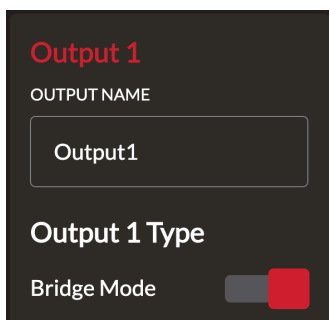 Output 1
OUTPUT NAME
Output1
Output 1 Type
Bridge Mode